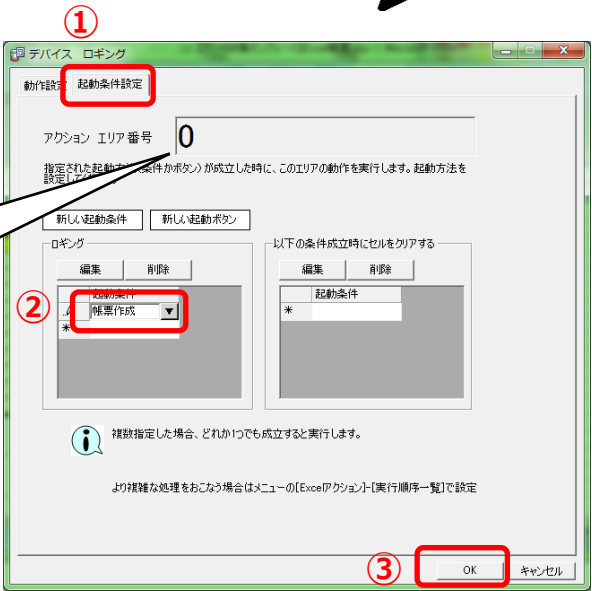 ①
デバイス ロギング
動作設定 起動条件設定
アクション エリア番号 0
指定された起動方法(条件かボタン)が成立した時に、このエリアの動作を実行します。起動方法を
設定して
新しい起動条件 新しい起動ボタン
ロギング
以下の条件成立時にセルをクリアする
編集 削除
編集 削除
②
起動条件
起動条件
帳票作成
*
*
複数指定した場合、どれか1つでも成立すると実行します。
より複雑な処理をおこなう場合はメニューの[Excelアクション]-[実行順序一覧]で設定
③
OK キャンセル